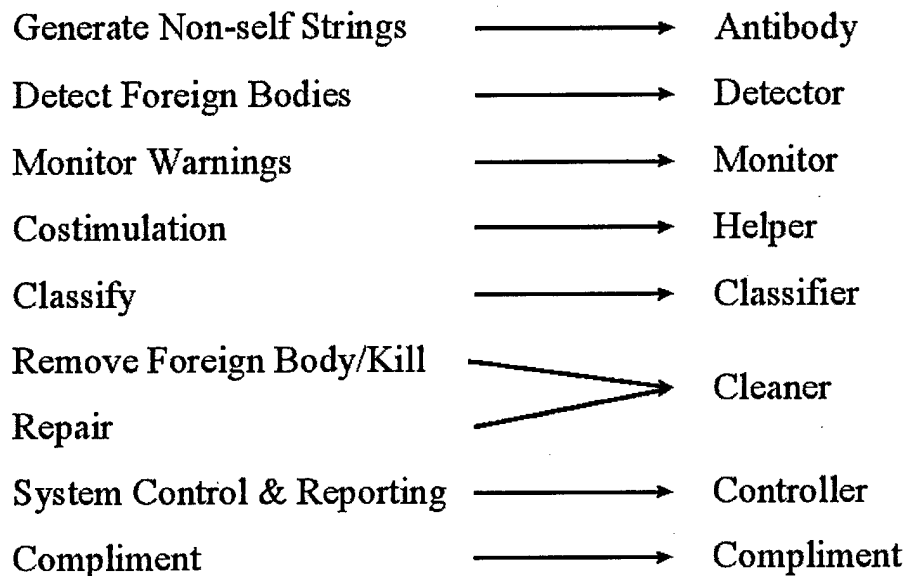 Generate Non-self Strings Antibody
Detect Foreign Bodies Detector
Monitor Warnings Monitor
Costimulation Helper
Classify Classifier
Remove Foreign Body/Kill
Cleaner
Repair
System Control & Reporting Controller
Compliment Compliment